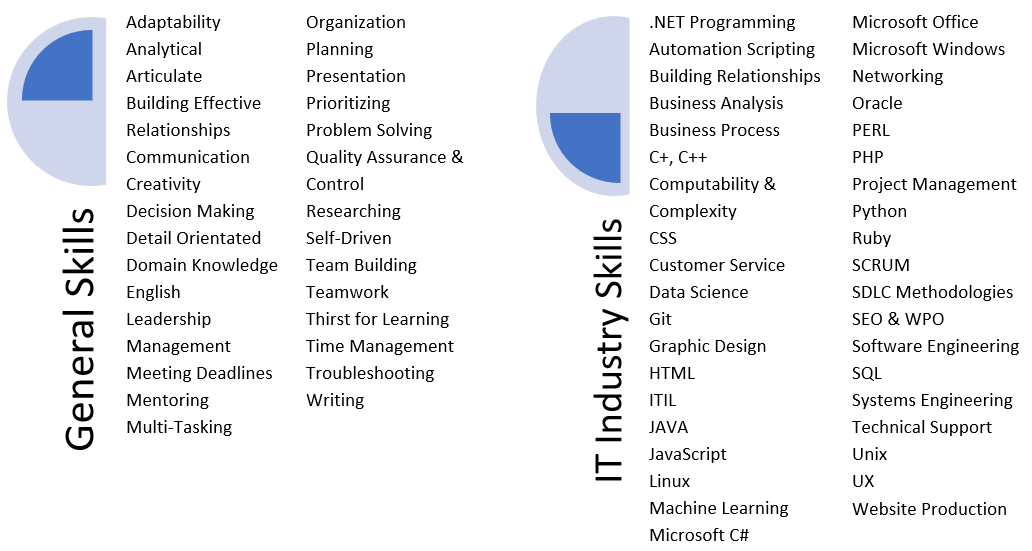 General Skills
Adaptability
Analytical
Articulate
Building Effective
Relationships
Communication
Creativity
Decision Making
Detail Orientated
Domain Knowledge
English
Leadership
Management
Meeting Deadlines
Mentoring
Multi-Tasking
Organization
Planning
Presentation
Prioritizing
Problem Solving
Quality Assurance &
Control
Researching
Self-Driven
Team Building
Teamwork
Thirst for Learning
Time Management
Troubleshooting
Writing
IT Industry Skills
.NET Programming
Automation Scripting
Building Relationships
Business Analysis
Business Process
C+, C++
Computability &
Complexity
CSS
Customer Service
Data Science
Git
Graphic Design
HTML
ITIL
JAVA
JavaScript
Linux
Machine Learning
Microsoft C#
Microsoft Office
Microsoft Windows
Networking
Oracle
PERL
PHP
Project Management
Python
Ruby
SCRUM
SDLC Methodologies
SEO & WPO
Software Engineering
SQL
Systems Engineering
Technical Support
Unix
UX
Website Production